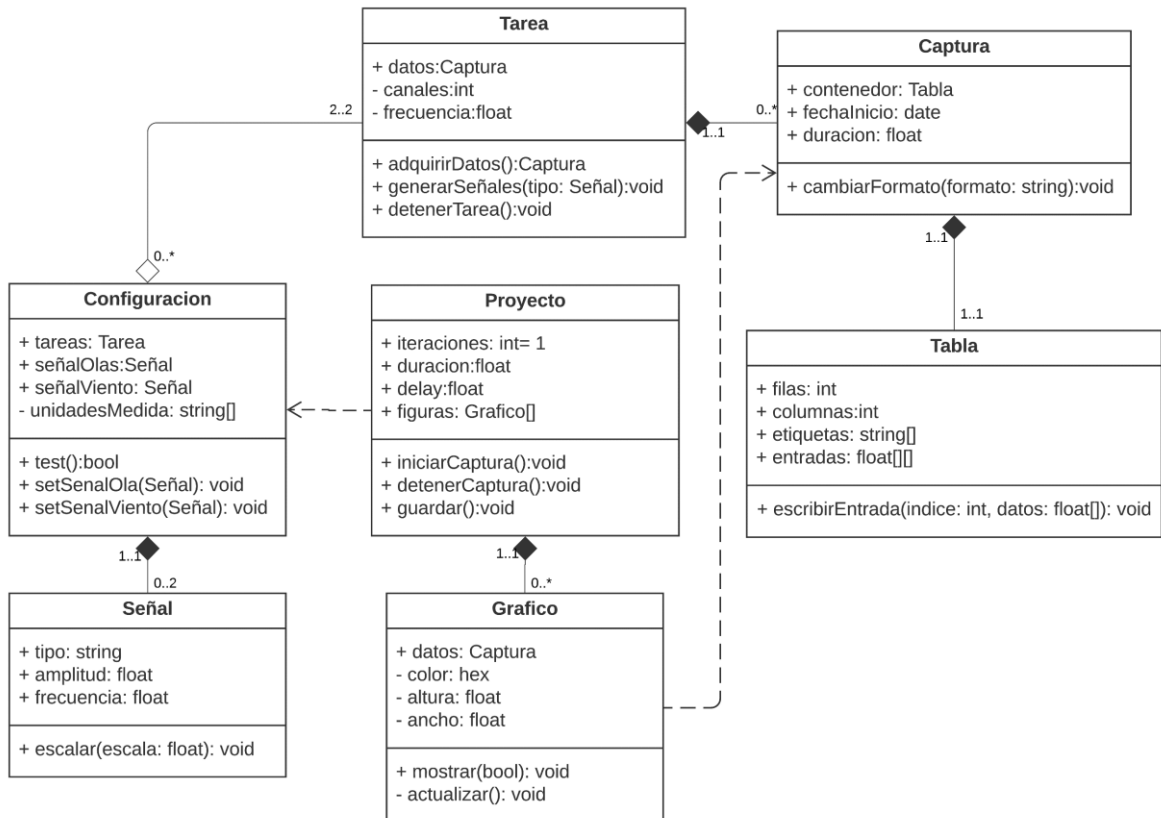 Tarea
+ datos:Captura
- canales:int
- frecuencia:float
+ adquirirDatos():Captura
+ generarSeñales(tipo: Señal):void
+ detenerTarea():void
2..2
0..*
1..1
0..*
Captura
+ contenedor: Tabla
+ fechaInicio: date
+ duracion: float
+ cambiarFormato(formato: string):void
1..1
1..1
Configuracion
+ tareas: Tarea
+ señalOlas:Señal
+ señalViento: Señal
- unidadesMedida: string[]
+ test():bool
+ setSenalOla(Señal): void
+ setSenalViento(Señal): void
1..1
0..2
Proyecto
+ iteraciones: int= 1
+ duracion:float
+ delay:float
+ figuras: Grafico[]
+ iniciarCaptura():void
+ detenerCaptura():void
+ guardar():void
1..1
0..*
Tabla
+ filas: int
+ columnas:int
+ etiquetas: string[]
+ entradas: float[][]
+ escribirEntrada(indice: int, datos: float[]): void
Señal
+ tipo: string
+ amplitud: float
+ frecuencia: float
+ escalar(escala: float): void
Grafico
+ datos: Captura
- color: hex
- altura: float
- ancho: float
+ mostrar(bool): void
- actualizar(): void